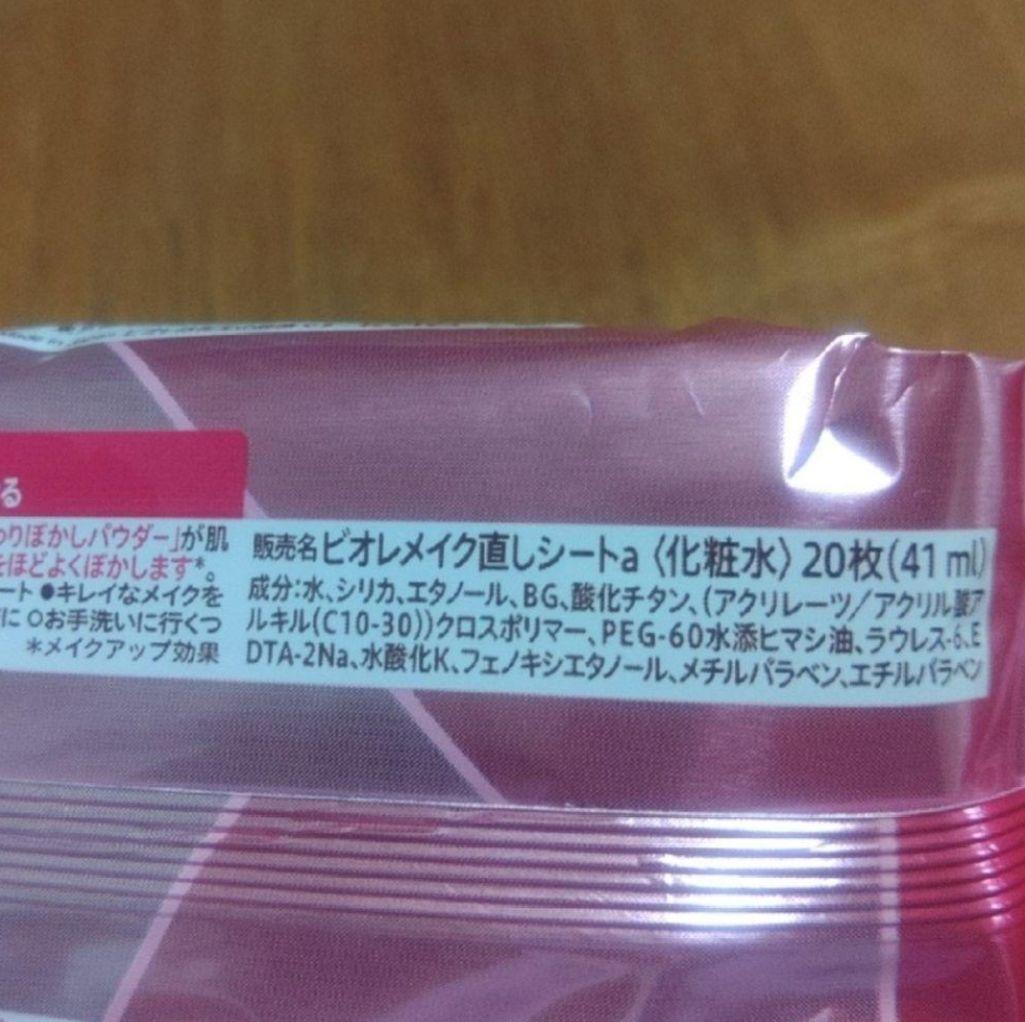 る
りぼかしパウダー」が肌
をほどよくぼかします*。
ート ●キレイなメイクを
に ○お手洗いに行くつ
*メイクアップ効果
販売名ビオレメイク直しシートa〈化粧水〉20枚(41 ml)
成分:水、シリカ、エタノール、BG、酸化チタン、(アクリレーツ/アクリル酸ア
ルキル(C10-30))クロスポリマー、PEG-60水添ヒマシ油、ラウレス-6、E
DTA-2Na、水酸化K、フェノキシエタノール、メチルパラベン、エチルパラベン